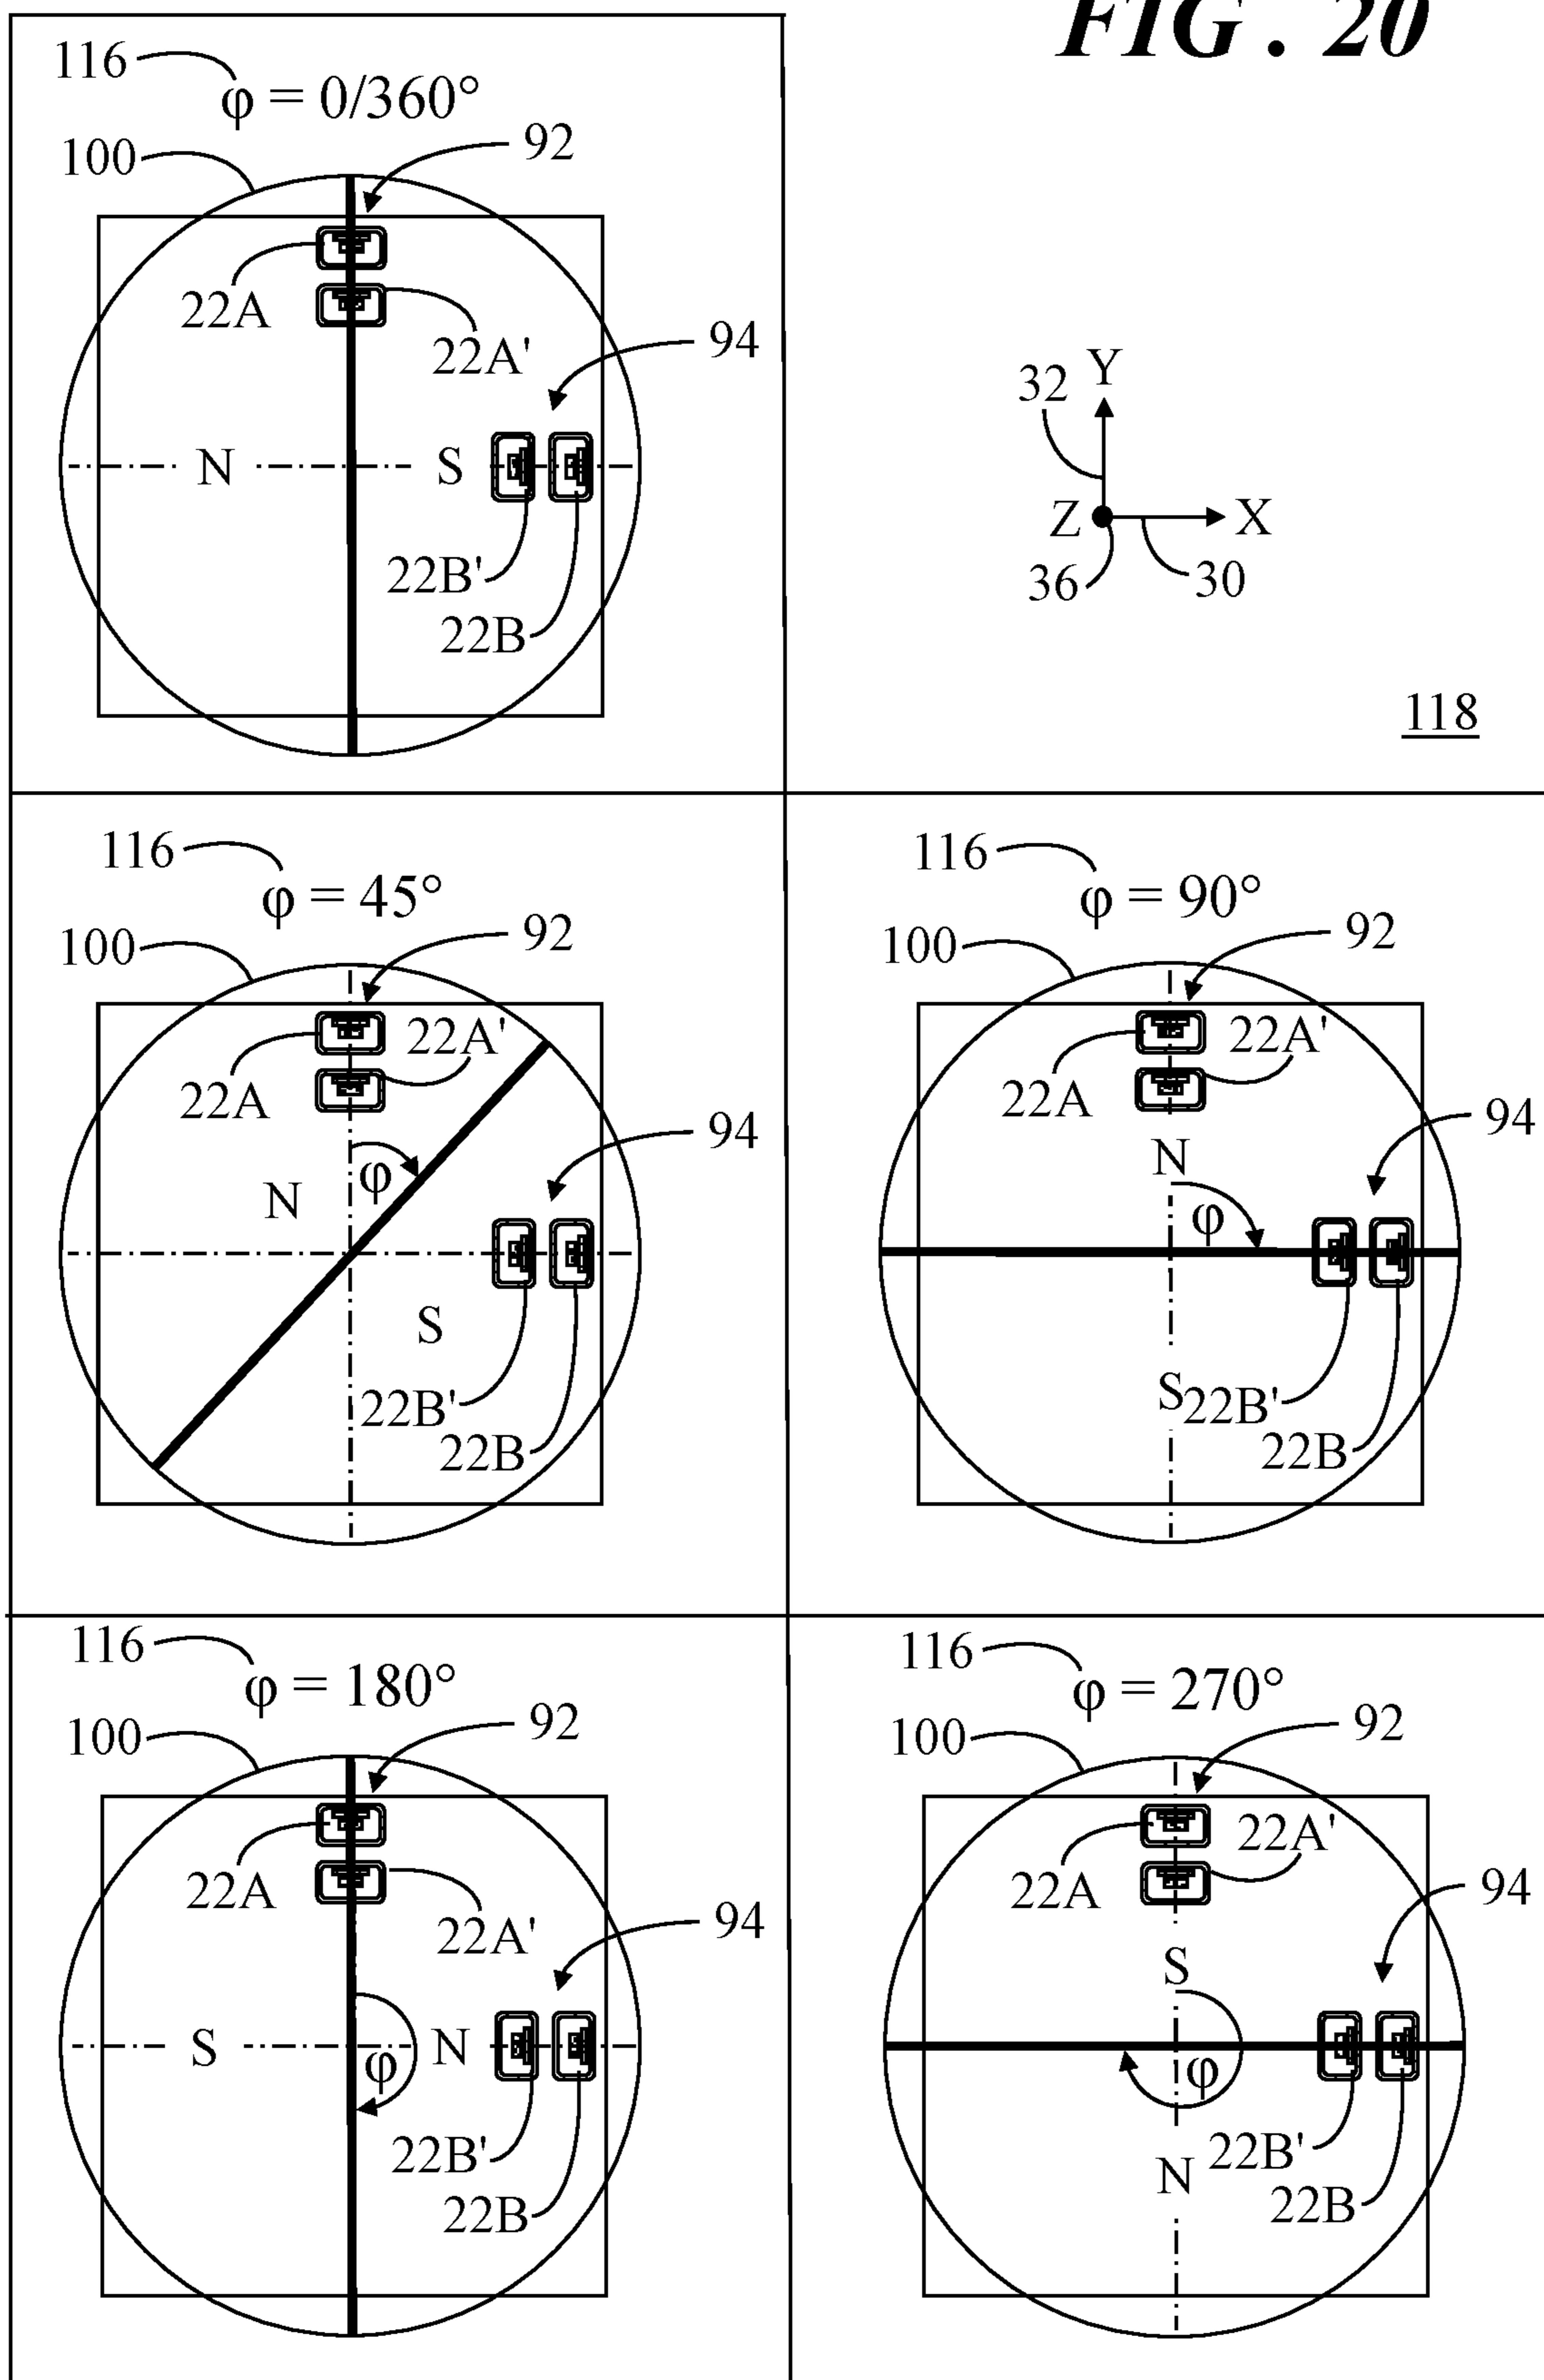 FIG. 20
116
φ = 0/360°
100
92
22A
22A'
94
N
S
22B'
22B
32
Y
Z
X
36
30
118
116
φ = 45°
100
92
22A'
22A
94
φ
N
S
22B'
22B
116
φ = 90°
100
92
22A'
22A
94
N
φ
S
22B'
22B
116
φ = 180°
100
92
22A
22A'
94
S
N
φ
22B'
22B
116
φ = 270°
100
92
22A'
22A
94
S
φ
22B'
N
22B